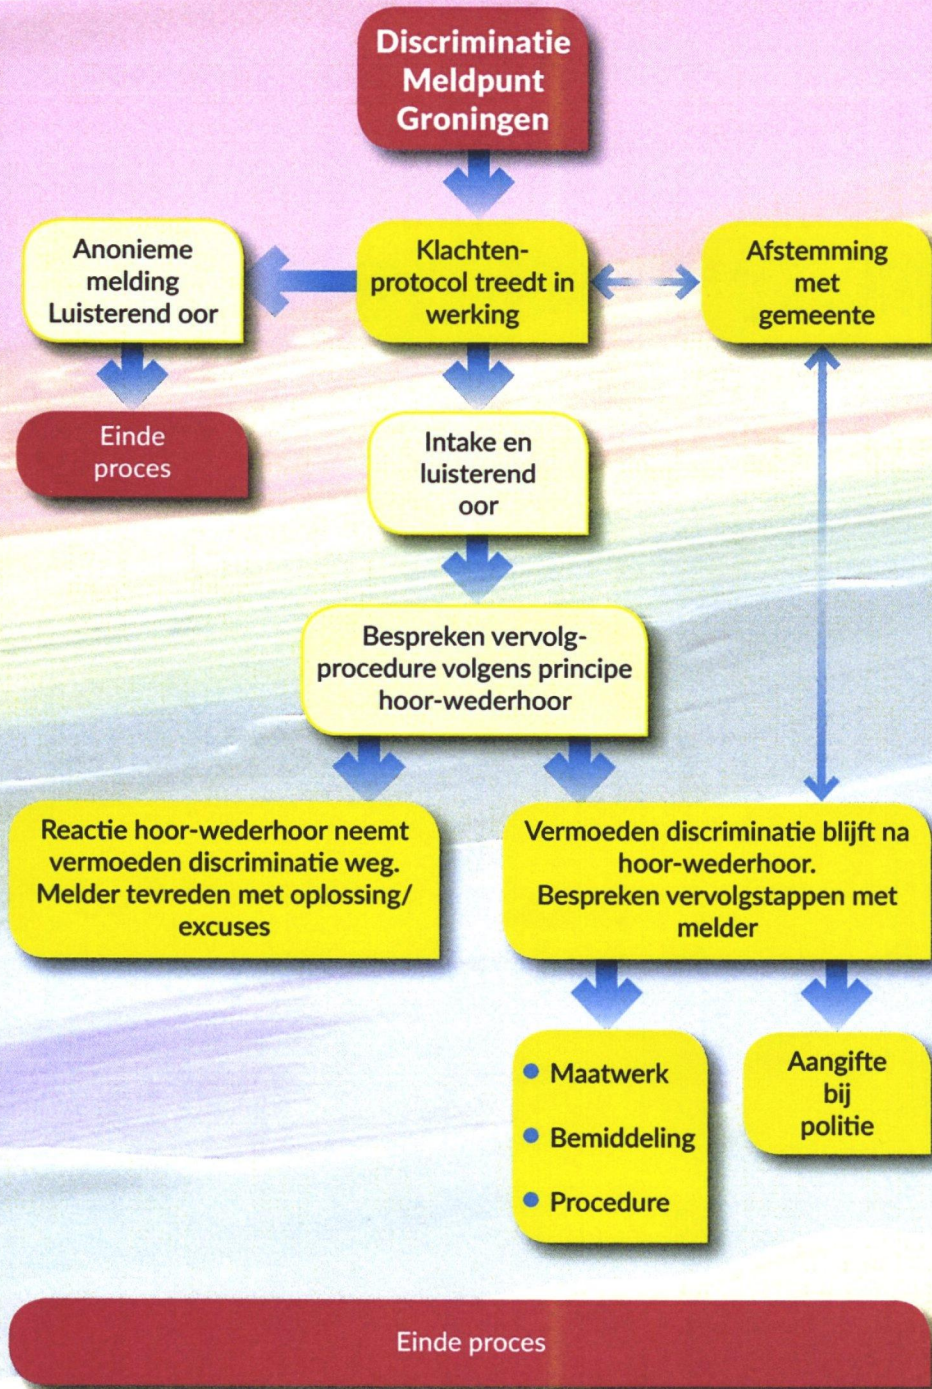 Discriminatie
Meldpunt
Groningen
Anonieme
melding
Luisterend oor
Klachten-
protocol treedt in
werking
Afstemming
met
gemeente
Einde
proces
Intake en
luisterend
oor
Bespreken vervolg-
procedure volgens principe
hoor-wederhoor
Reactie hoor-wederhoor neemt
vermoeden discriminatie weg.
Melder tevreden met oplossing/
excuses
Vermoeden discriminatie blijft na
hoor-wederhoor.
Bespreken vervolgstappen met
melder
Maatwerk
Bemiddeling
Procedure
Aangifte
bij
politie
Einde proces